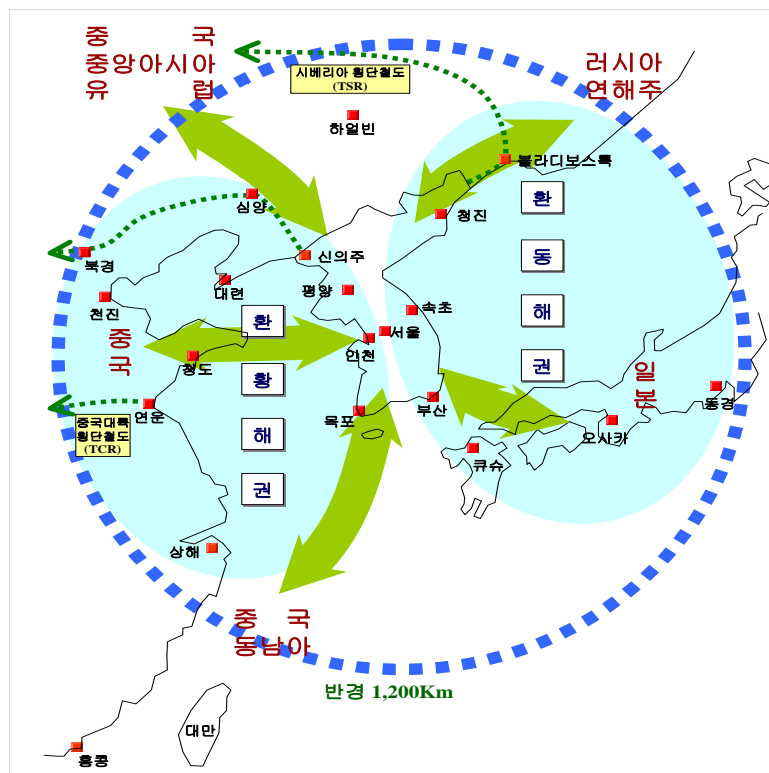 중 국
중앙아시아
유 럽
러시아
연해주
시베리아 횡단철도
(TSR)
하얼빈
블라디보스톡
환
동
해
권
심양
청진
북경
신의주
대련
평양
천진
속초
환
황
해
권
서울
인천
중
국
청도
일
본
동경
연운
목포
부산
오사카
중국대륙
횡단철도
(TCR)
큐슈
상해
중 국
동남아
반경 1,200Km
대만
홍콩